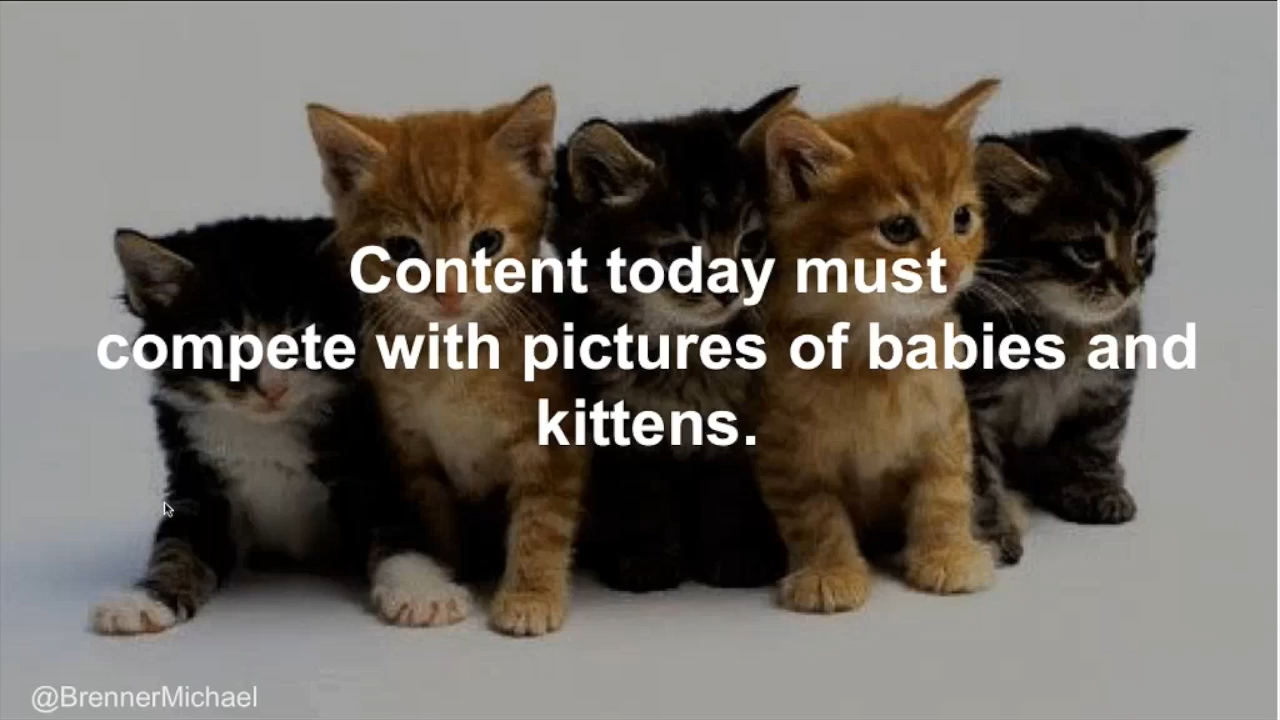 Content today must
compete with pictures of babies and
kittens.
@BrennerMichael